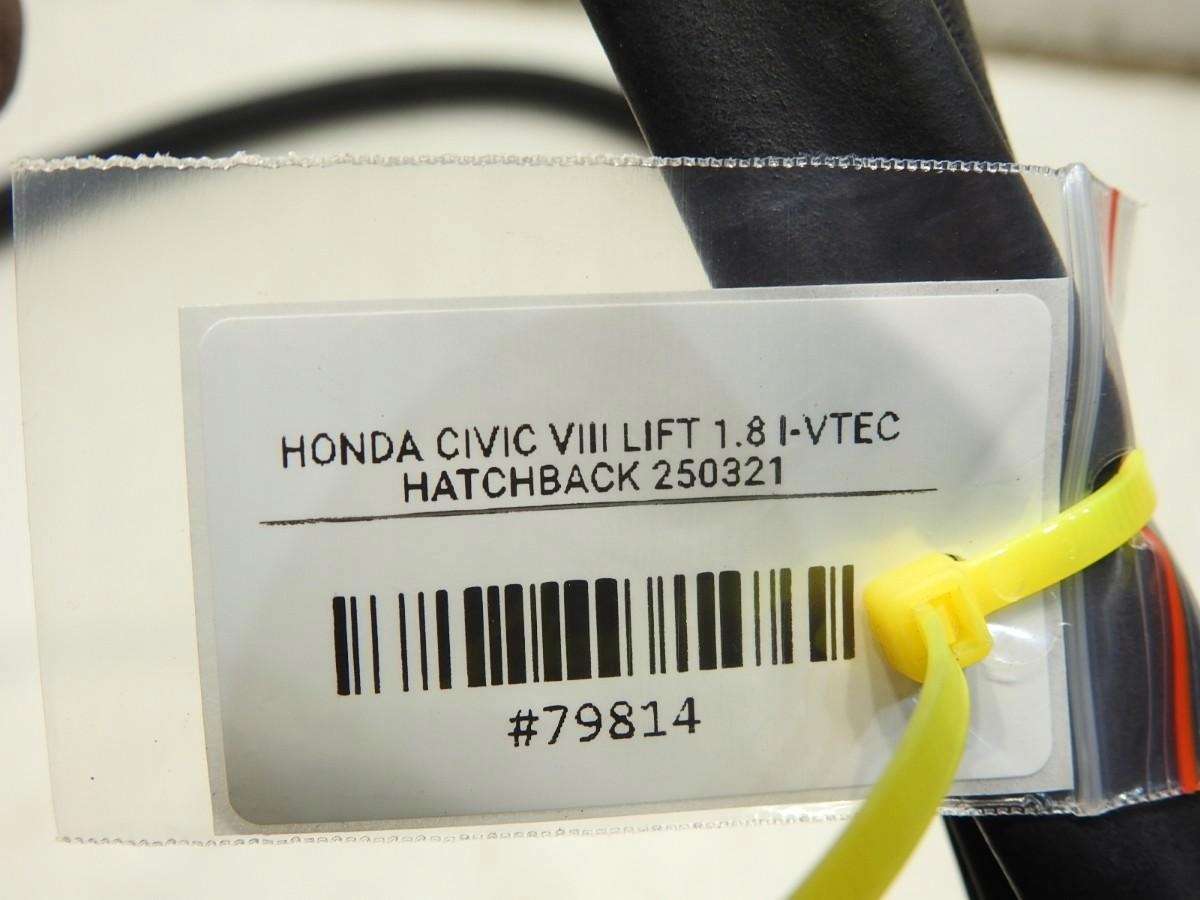 HONDA CIVIC VIII LIFT 1.8 I-VTEC
HATCHBACK 250321
#79814